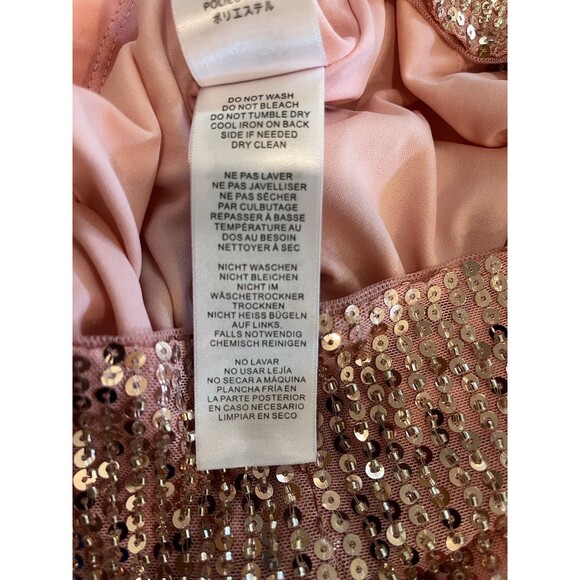 ポリエステル
DO NOT WASH
DO NOT BLEACH
DO NOT TUMBLE DRY
COOL IRON ON BACK
SIDE IF NEEDED
DRY CLEAN
NE PAS LAVER
NE PAS JAVELLISER
NE PAS SÉCHER
PAR CULBUTAGE
REPASSER À BASSE
TEMPÉRATURE AU
DOS AU BESOIN
NETTOYER À SEC
NICHT WASCHEN
NICHT BLEICHEN
NICHT IM
WÄSCHETROCKNER
TROCKNEN
NICHT HEISS BÜGELN
AUF LINKS,
FALLS NOTWENDIG
CHEMISCH REINIGEN
NO LAVAR
NO USAR LEJÍA
NO SECAR A MÁQUINA
PLANCHA FRÍA EN
LA PARTE POSTERIOR
EN CASO NECESARIO
LIMPIAR EN SECO